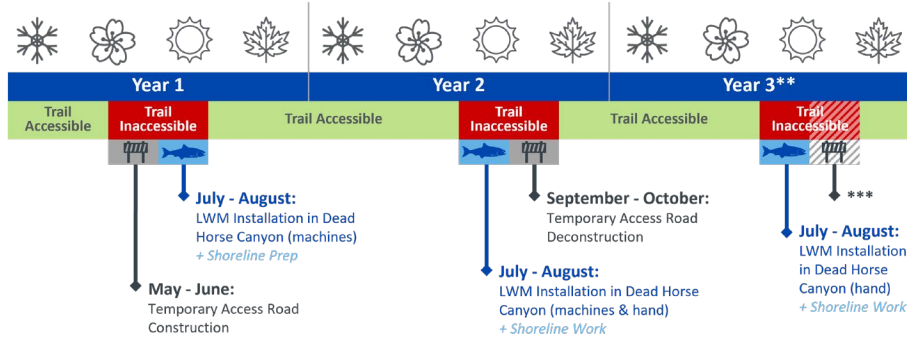 Year 1
Year 2
Year 3**
Trail
Accessible
Trail
Inaccessible
Trail Accessible
Trail
Inaccessible
Trail Accessible
Trail
Inaccessible
July - August:
LWM Installation in Dead
Horse Canyon (machines)
+ Shoreline Prep
May - June:
Temporary Access Road
Construction
September - October:
Temporary Access Road
Deconstruction
July - August:
LWM Installation in Dead Horse
Canyon (machines & hand)
+ Shoreline Work
***
July - August:
LWM Installation
in Dead Horse
Canyon (hand)
+ Shoreline Work